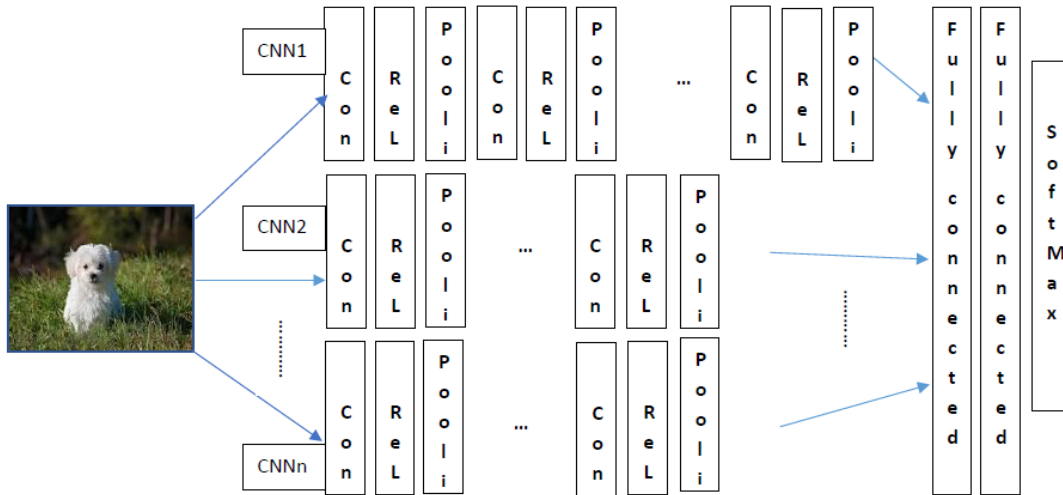 CNN1
Con
ReL
Pooli
Con
ReL
Pooli
...
Con
ReL
Pooli
CNN2
Con
ReL
Pooli
...
Con
ReL
Pooli
CNNn
Con
ReL
Pooli
...
Con
ReL
Pooli
Fully connected
Fully connected
SoftMax